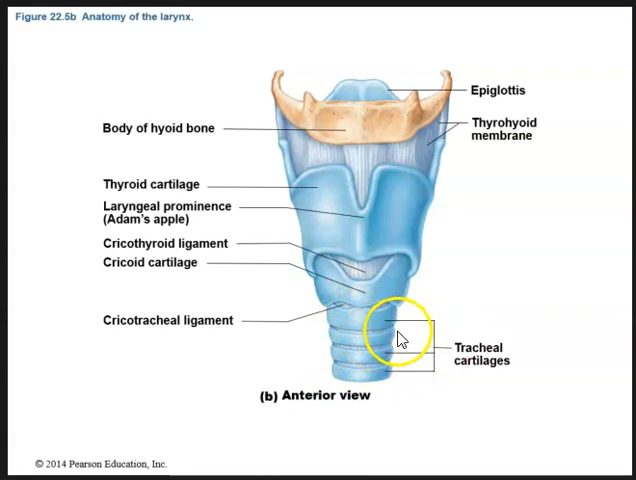 Figure 22.5b Anatomy of the larynx.
Epiglottis
Thyrohyoid
membrane
Body of hyoid bone
Thyroid cartilage
Laryngeal prominence
(Adam's apple)
Cricothyroid ligament
Cricoid cartilage
Cricotracheal ligament
Tracheal
cartilages
(b) Anterior view
© 2014 Pearson Education, Inc.